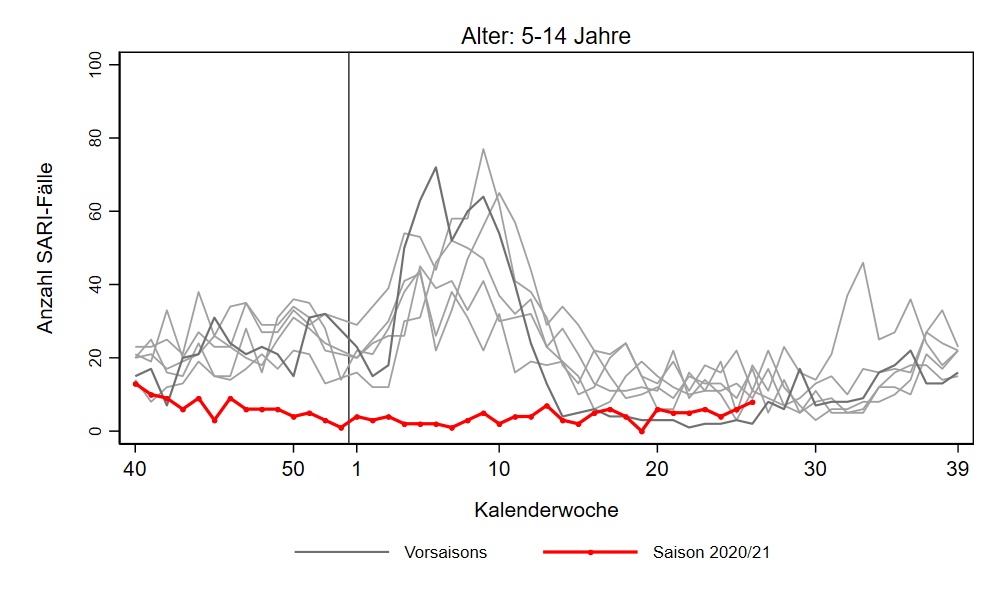 Alter: 5-14 Jahre
100
80
60
40
20
0
Anzahl SARI-Fälle
40 50 1 10 20 30 39
Kalenderwoche
Vorsaisons Saison 2020/21